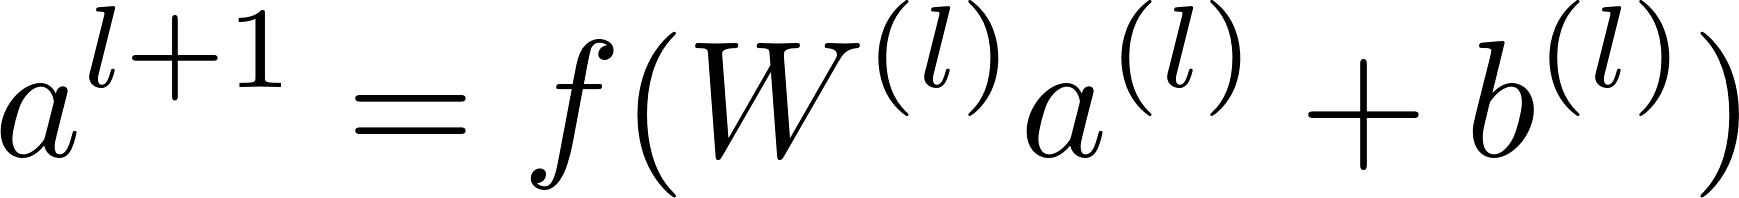 a^{l+1} = f(W^{(l)}a^{(l)} + b^{(l)})